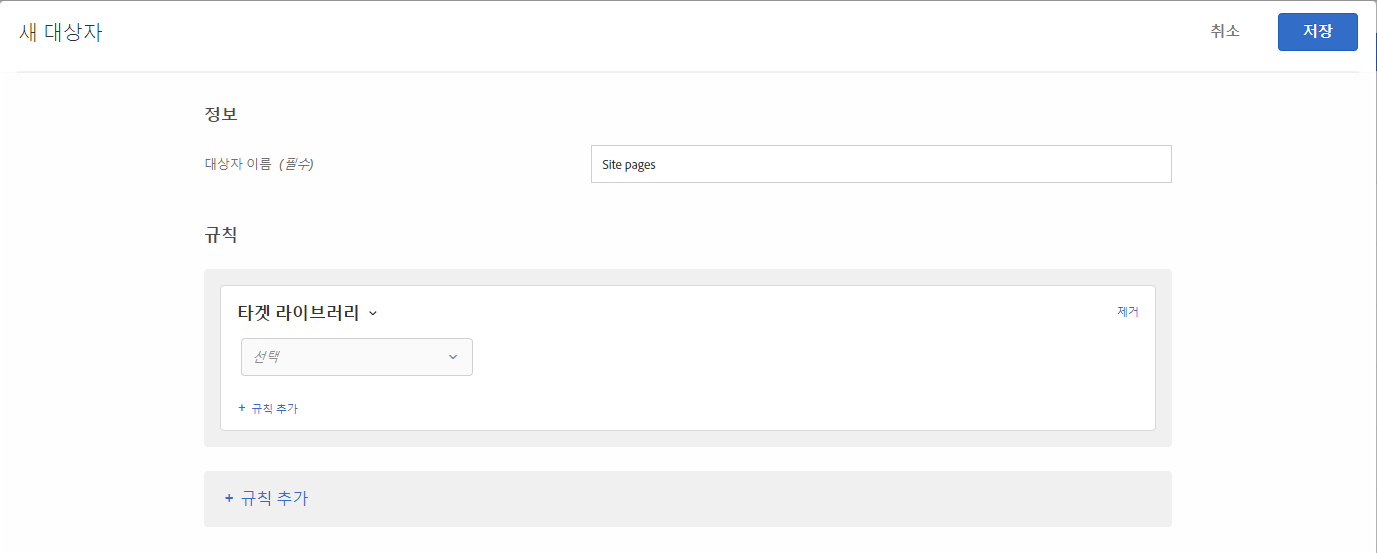 새 대상자
취소
저장
정보
대상자 이름 (필수)
Site pages
규칙
타겟 라이브러리
제거
선택
+ 규칙 추가
+ 규칙 추가